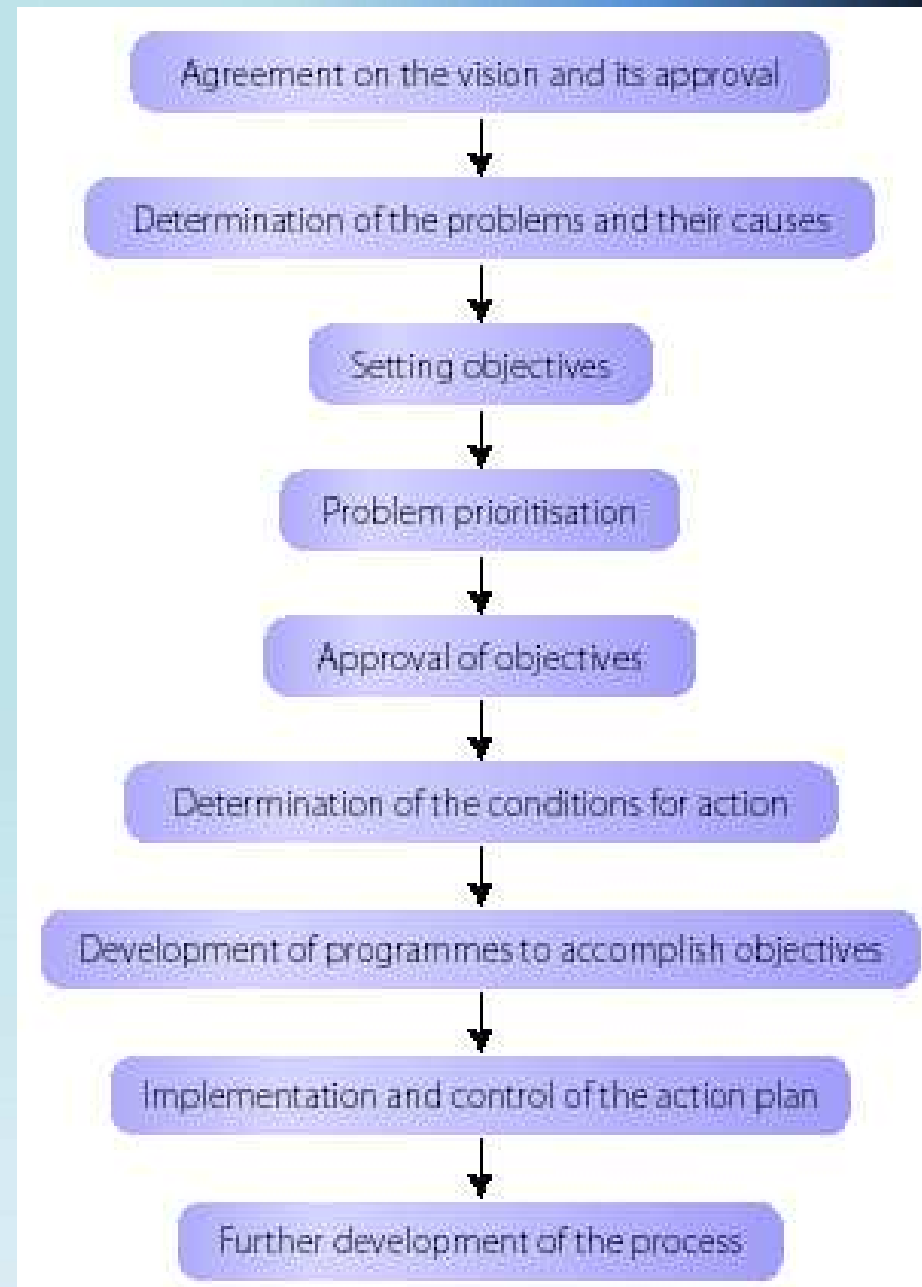 Agreement on the vision and its approval
Determination of the problems and their causes
Setting objectives
Problem prioritisation
Approval of objectives
Determination of the conditions for action
Development of programmes to accomplish objectives
Implementation and control of the action plan
Further development of the process